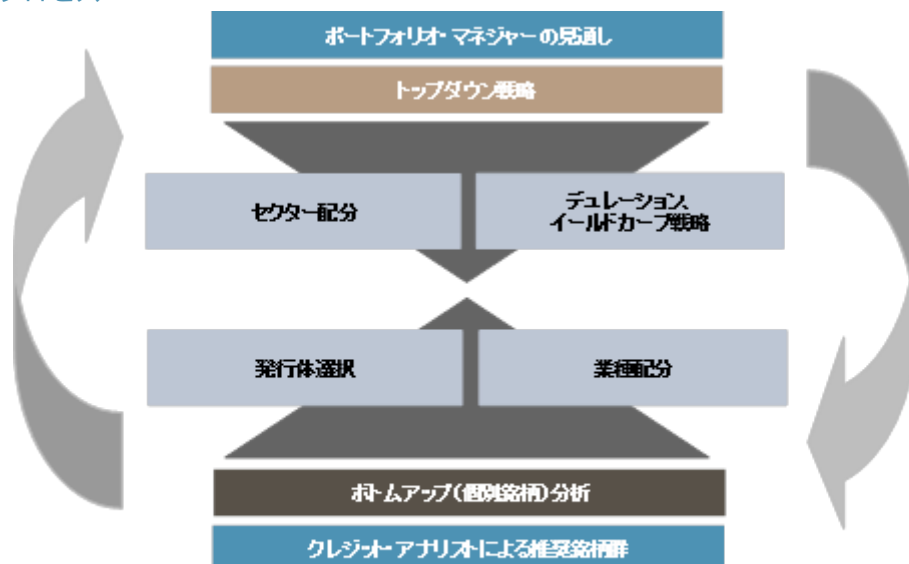 ポートフォリオ・マネジャーの見通し
トップダウン戦略
セクター配分
デュレーション、
イールドカーブ戦略
発行体選択
業種配分
ボトムアップ(個別銘柄)分析
クレジット・アナリストによる推奨銘柄群